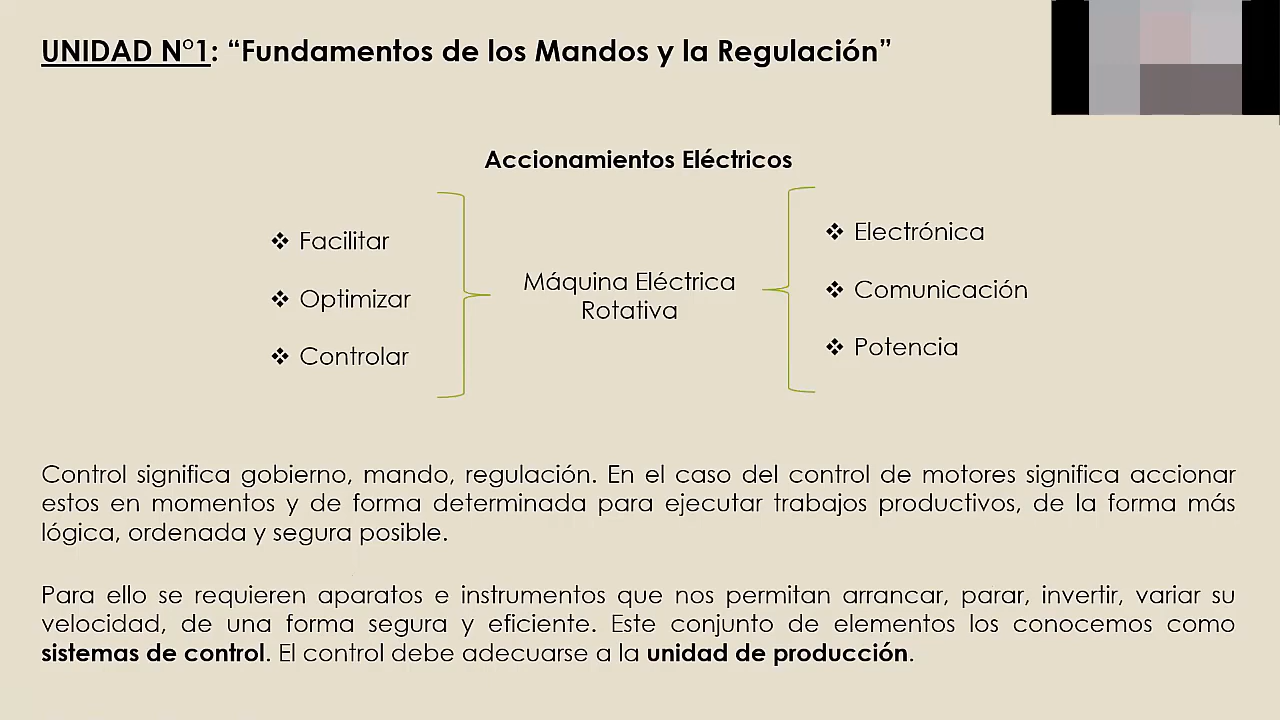 UNIDAD N°1: “Fundamentos de los Mandos y la Regulación”
Accionamientos Eléctricos
❖ Facilitar
❖ Optimizar
❖ Controlar
Máquina Eléctrica
Rotativa
❖ Electrónica
❖ Comunicación
❖ Potencia
Control significa gobierno, mando, regulación. En el caso del control de motores significa accionar
estos en momentos y de forma determinada para ejecutar trabajos productivos, de la forma más
lógica, ordenada y segura posible.
Para ello se requieren aparatos e instrumentos que nos permitan arrancar, parar, invertir, variar su
velocidad, de una forma segura y eficiente. Este conjunto de elementos los conocemos como
sistemas de control. El control debe adecuarse a la unidad de producción.